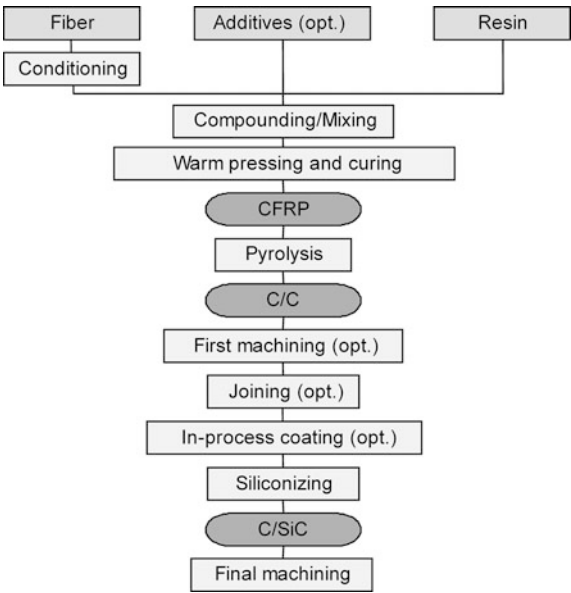 Fiber
Additives (opt.)
Resin
Conditioning
Compounding/Mixing
Warm pressing and curing
CFRP
Pyrolysis
C/C
First machining (opt.)
Joining (opt.)
In-process coating (opt.)
Siliconizing
C/SiC
Final machining